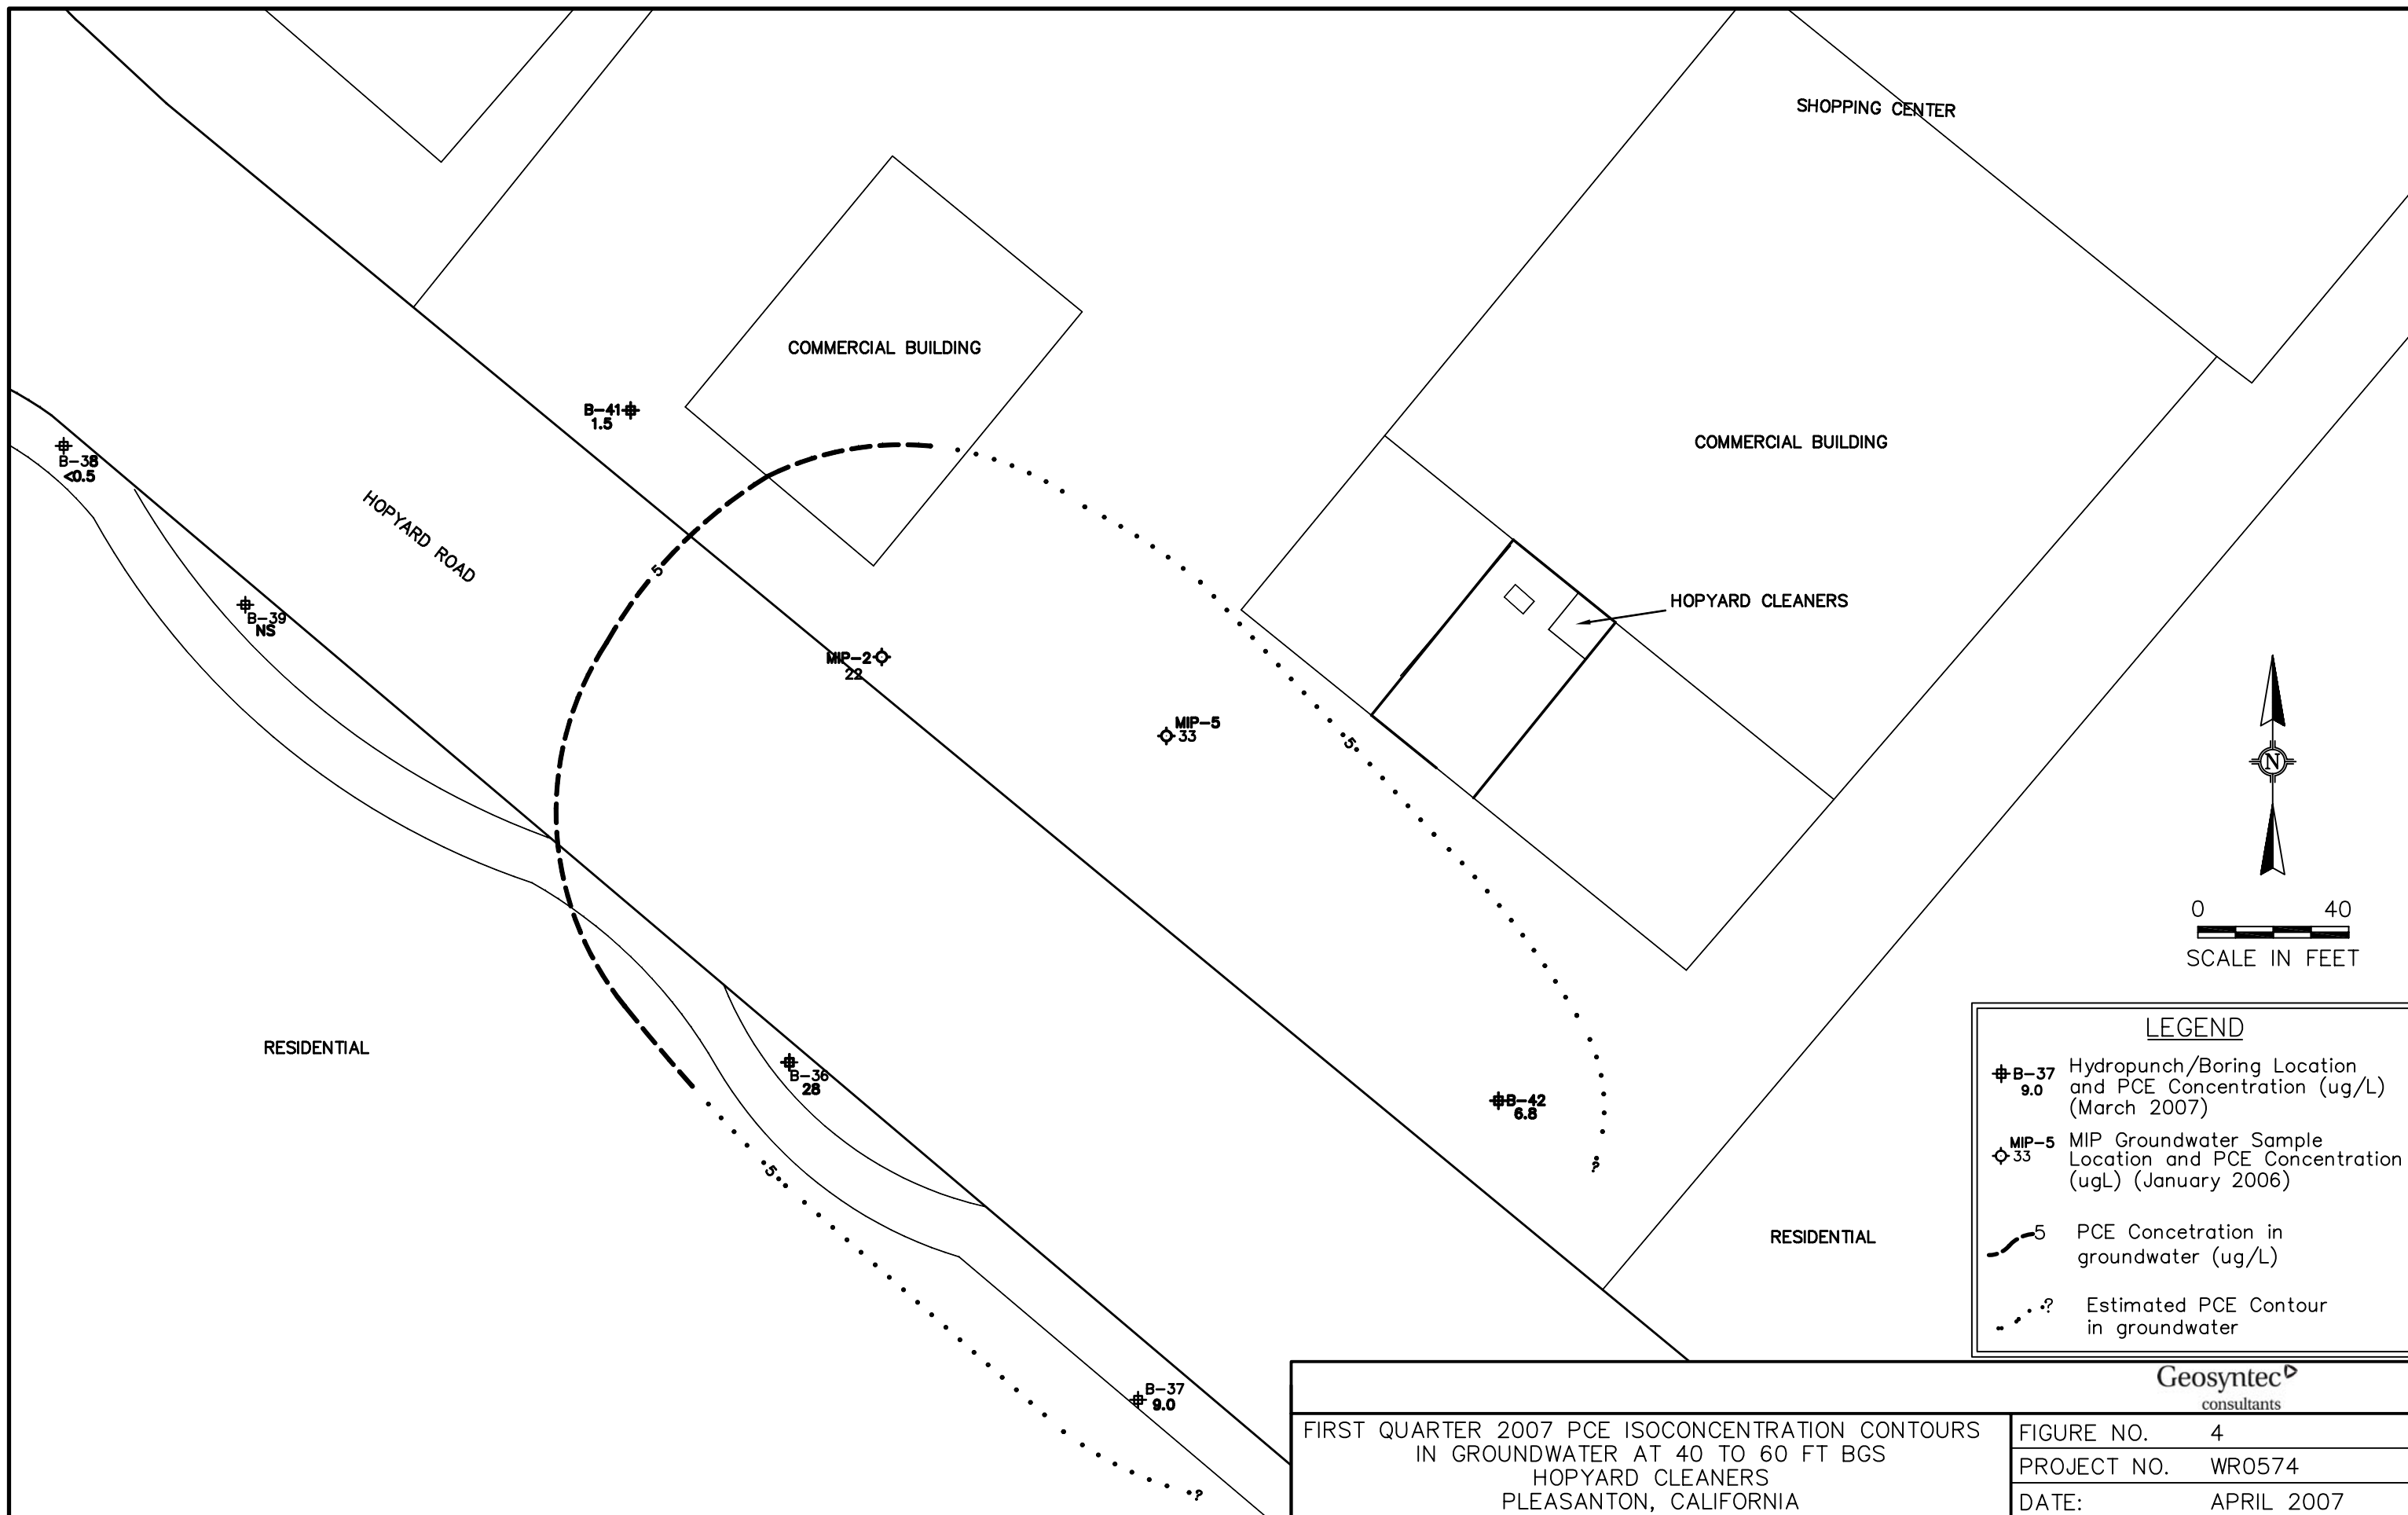 SHOPPING CENTER
COMMERCIAL BUILDING
B-41
1.5
COMMERCIAL BUILDING
B-38
<0.5
HOPYARD ROAD
5
HOPYARD CLEANERS
B-39
NS
MIP-2
22
MIP-5
33
5
N
0 40
SCALE IN FEET
RESIDENTIAL
B-36
28
B-42
6.8
?
5
RESIDENTIAL
B-37
9.0
?
LEGEND
B-37 Hydropunch/Boring Location
9.0 and PCE Concentration (ug/L)
(March 2007)
MIP-5 MIP Groundwater Sample
33 Location and PCE Concentration
(ugL) (January 2006)
5 PCE Concetration in
groundwater (ug/L)
? Estimated PCE Contour
in groundwater
Geosyntec
consultants
FIRST QUARTER 2007 PCE ISOCONCENTRATION CONTOURS
IN GROUNDWATER AT 40 TO 60 FT BGS
HOPYARD CLEANERS
PLEASANTON, CALIFORNIA
FIGURE NO. 4
PROJECT NO. WR0574
DATE: APRIL 2007